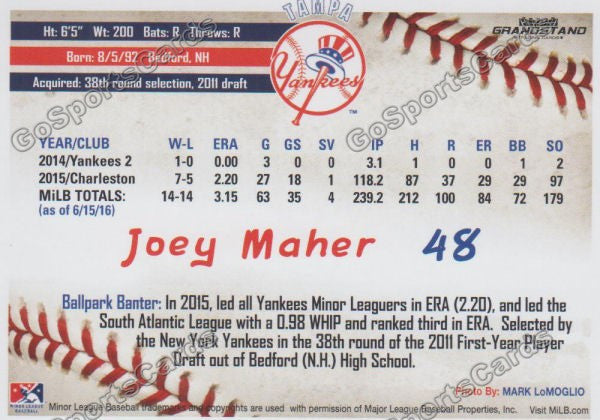 TAMPA
Ht: 6'5" Wt: 200 Bats: R Throws: R
GRANDSTAND
Born: 8/5/92 Bedford, NH
Acquired: 38th round selection, 2011 draft
Yankees
TM
YEAR/CLUB W-L ERA G GS SV IP H R ER BB SO
2014/Yankees 2 1-0 0.00 3 0 0 3.1 1 0 0 1 2
2015/Charleston 7-5 2.20 27 18 1 118.2 87 37 29 29 97
MiLB TOTALS: 14-14 3.15 63 35 4 239.2 212 100 84 72 179
(as of 6/15/16)
Joey Maher 48
Ballpark Banter: In 2015, led all Yankees Minor Leaguers in ERA (2.20), and led the
South Atlantic League with a 0.98 WHIP and ranked third in ERA. Selected by
the New York Yankees in the 38th round of the 2011 First-Year Player
Draft out of Bedford (N.H.) High School.
Photo By: MARK LoMOGLIO
MINOR LEAGUE
BASEBALL
Minor League Baseball trademarks and copyrights are used with permission of Major League Baseball Properties, Inc. Visit MiLB.com
GoSportsCards
GoSportsCards
GoSportsCards
GoSportsCards